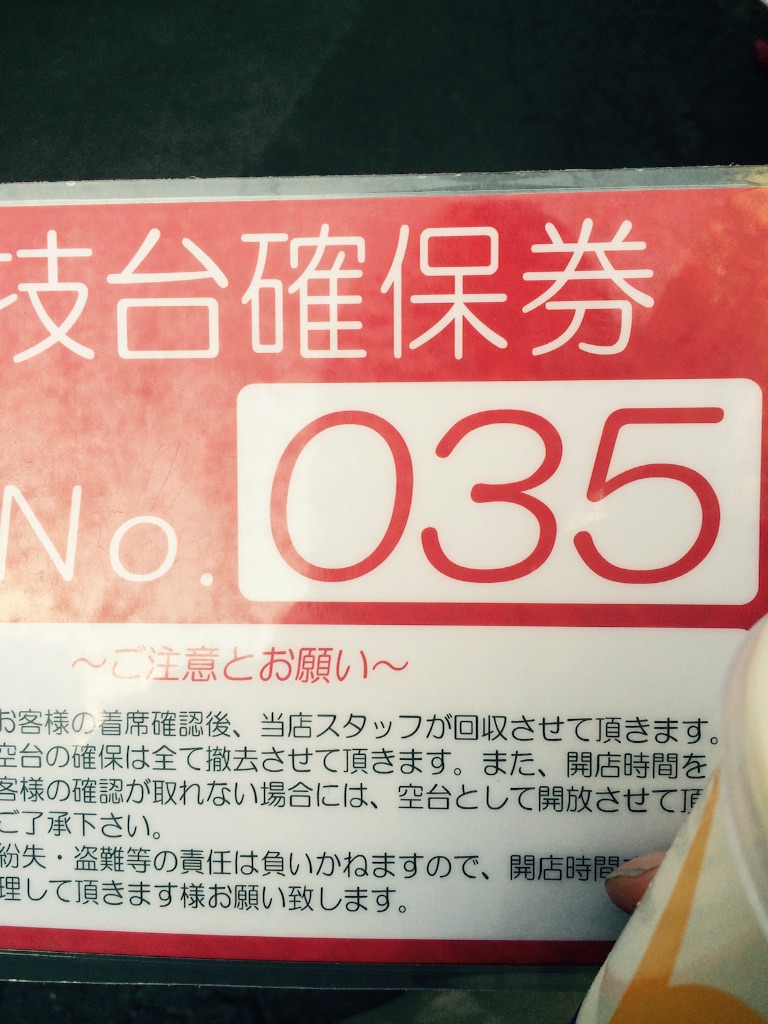 技台確保券
No. 035
～ご注意とお願い～
お客様の着席確認後、当店スタッフが回収させて頂きます。
空台の確保は全て撤去させて頂きます。また、開店時間を
客様の確認が取れない場合には、空台として開放させて頂
ご了承下さい。
紛失・盗難等の責任は負いかねますので、開店時間
理して頂きます様お願い致します。